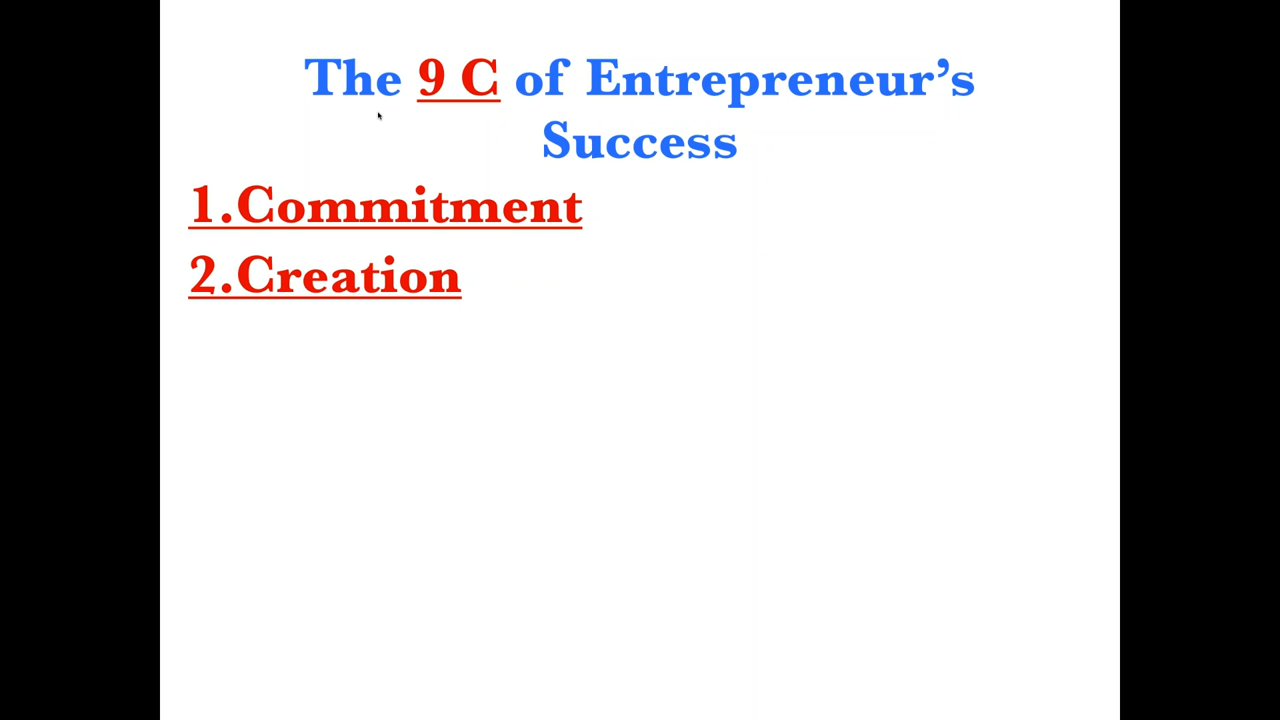 The 9 C of Entrepreneur’s
Success
1.Commitment
2.Creation